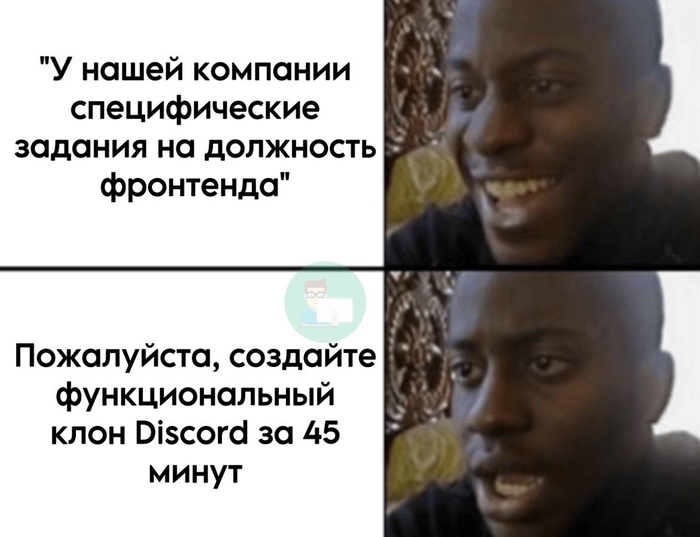 "У нашей компании
специфические
задания на должность
фронтенда"
Пожалуйста, создайте
функциональный
клон Discord за 45
минут